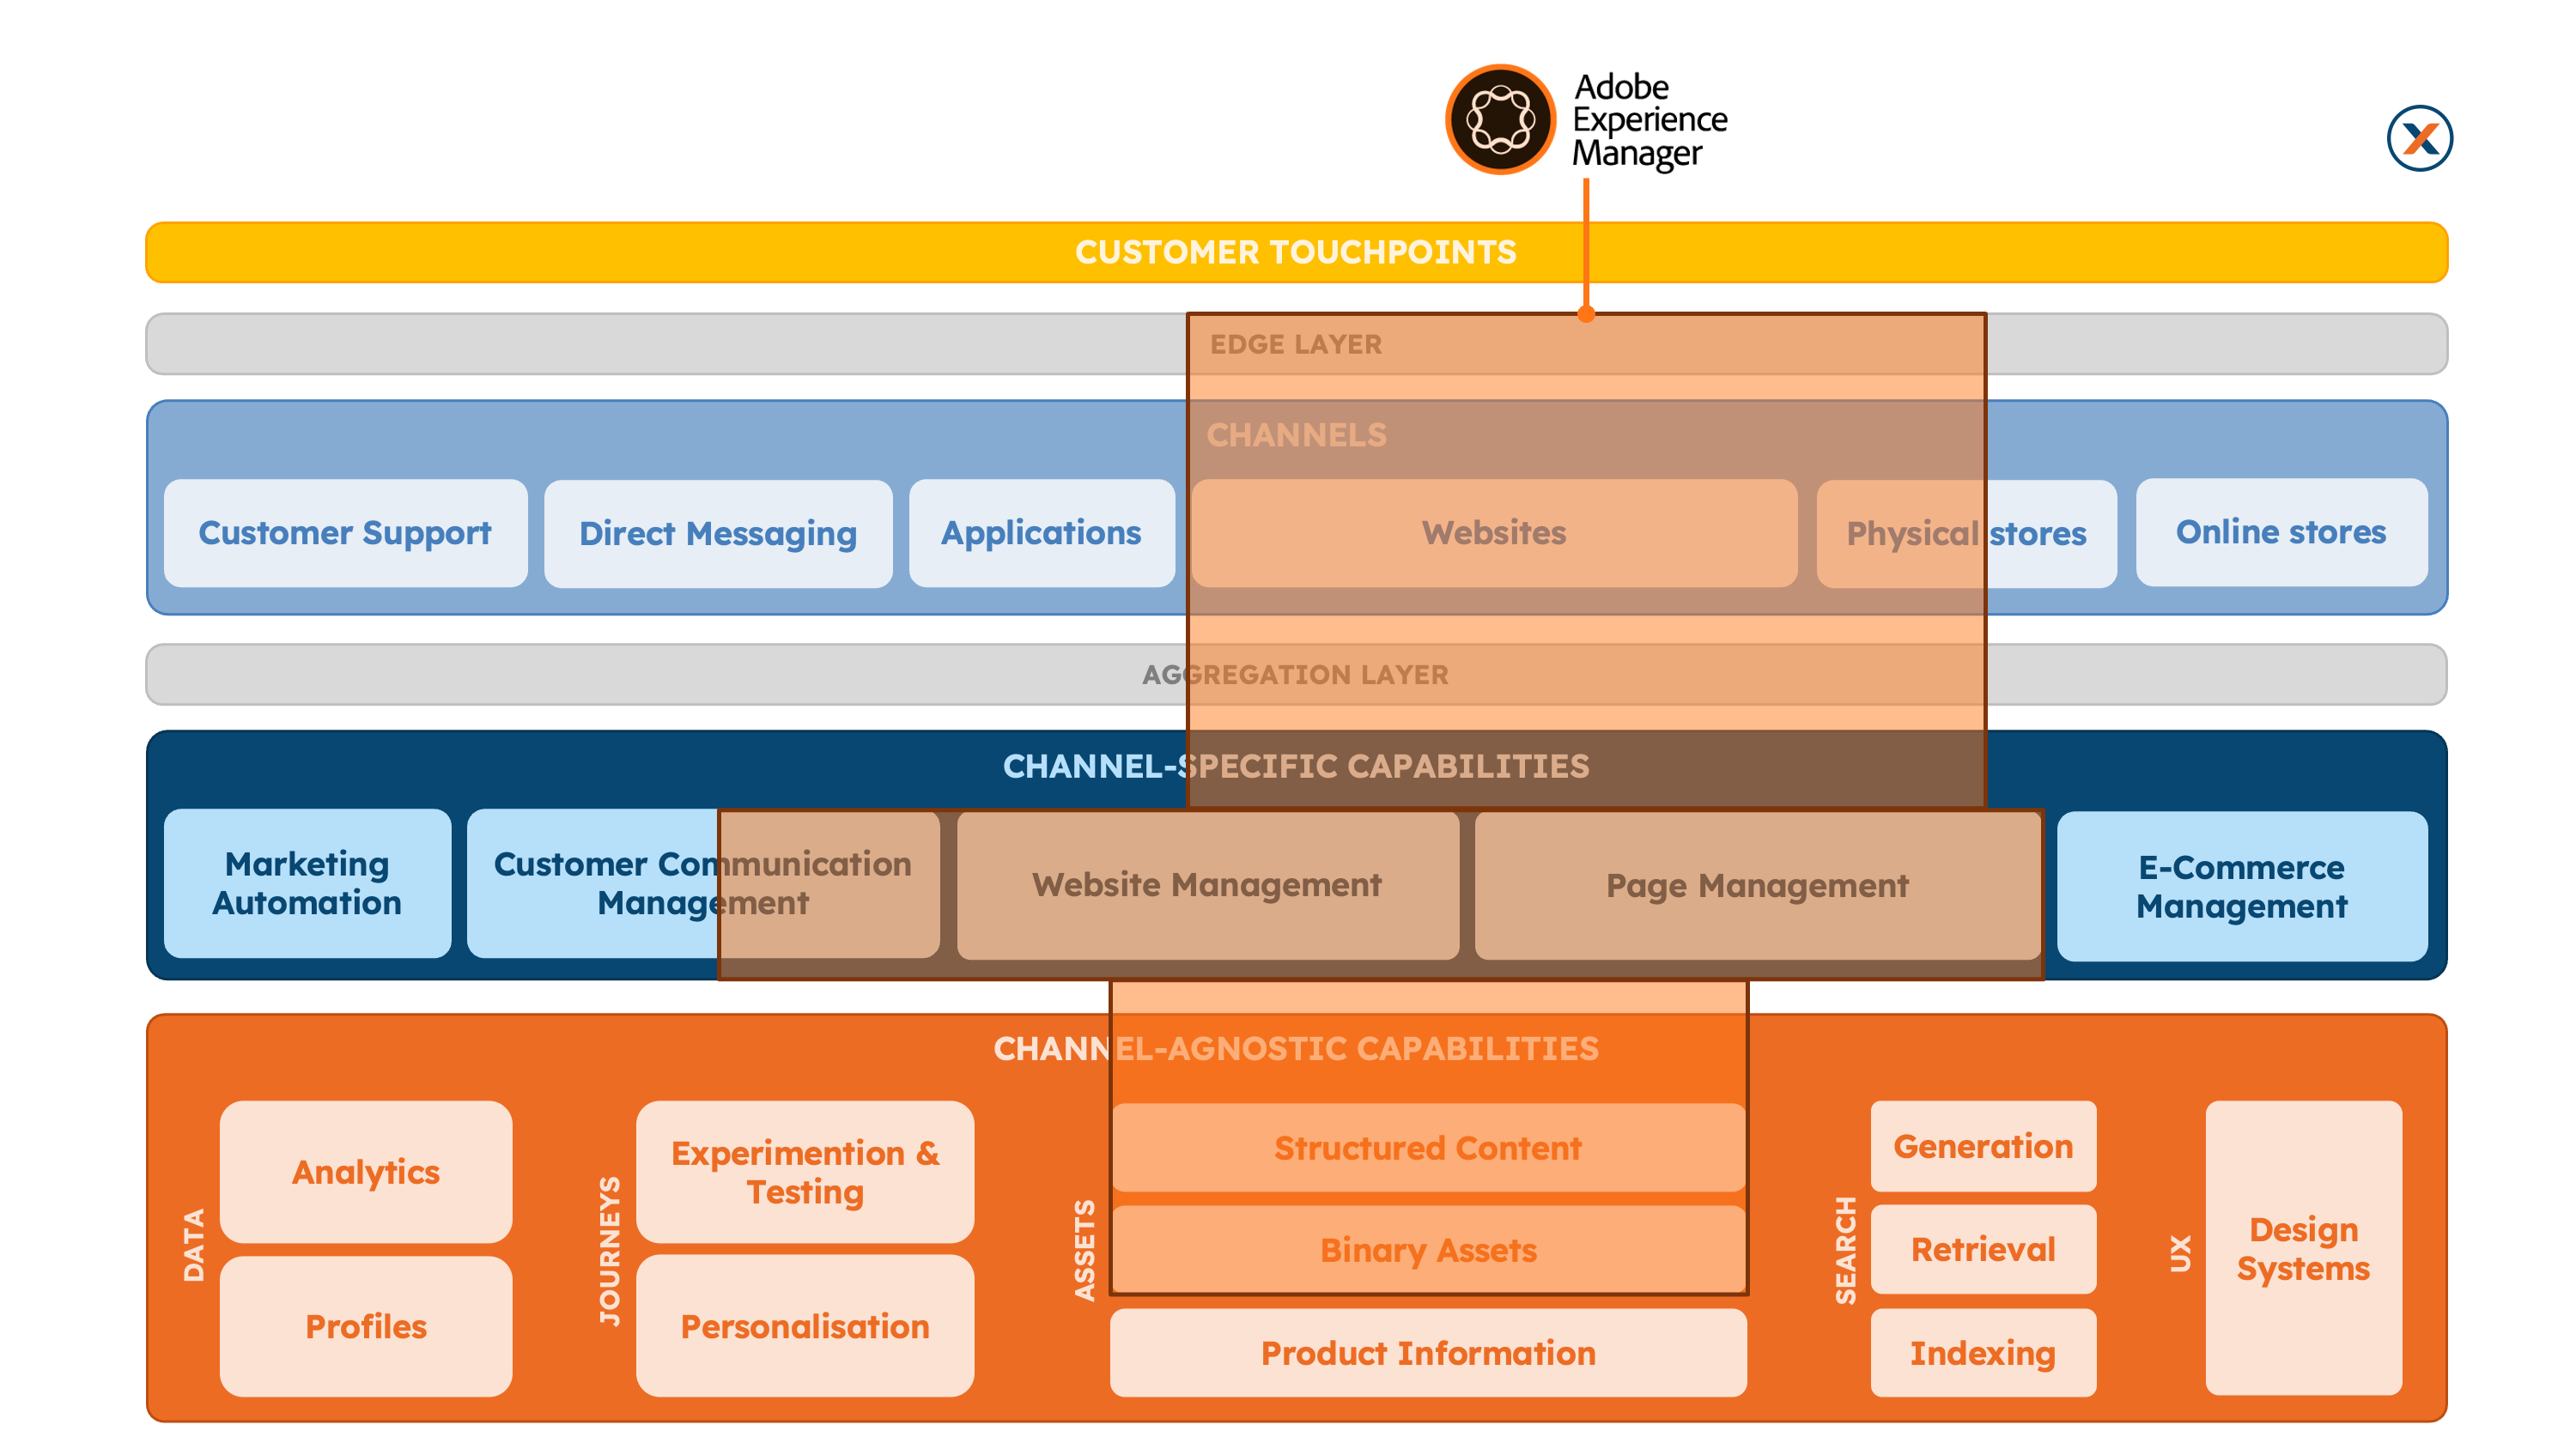 Adobe
Experience
Manager
X
CUSTOMER TOUCHPOINTS
EDGE LAYER
CHANNELS
Customer Support
Direct Messaging
Applications
Websites
Physical stores
Online stores
AGGREGATION LAYER
CHANNEL-SPECIFIC CAPABILITIES
Marketing
Automation
Customer Communication
Management
Website Management
Page Management
E-Commerce
Management
CHANNEL-AGNOSTIC CAPABILITIES
DATA
Analytics
Profiles
JOURNEYS
Experimention &
Testing
Personalisation
ASSETS
Structured Content
Binary Assets
Product Information
SEARCH
Generation
Retrieval
Indexing
UX
Design
Systems